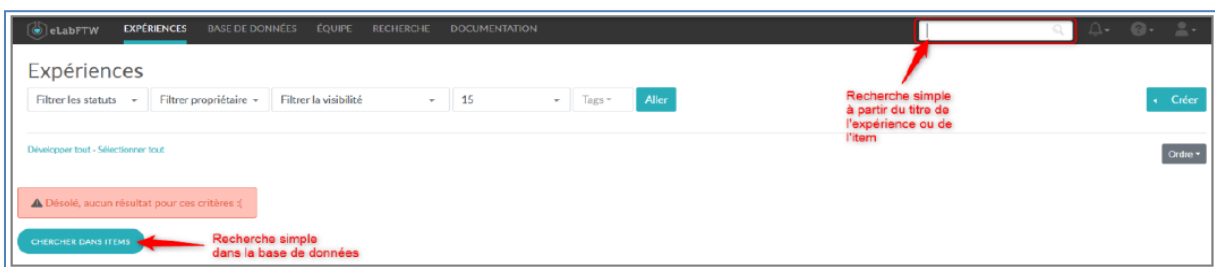 eLabFTW EXPÉRIENCES BASE DE DONNÉES ÉQUIPE RECHERCHE DOCUMENTATION
Expériences
Filtrer les statuts Filtrer propriétaire Filtrer la visibilité 15 Tags Aller
Créer
Recherche simple
à partir du titre de
l'expérience ou de
l'item
Développer tout - Sélectionner tout
Ordre
Désolé, aucun résultat pour ces critères :(
CHERCHER DANS ITEMS
Recherche simple
dans la base de données